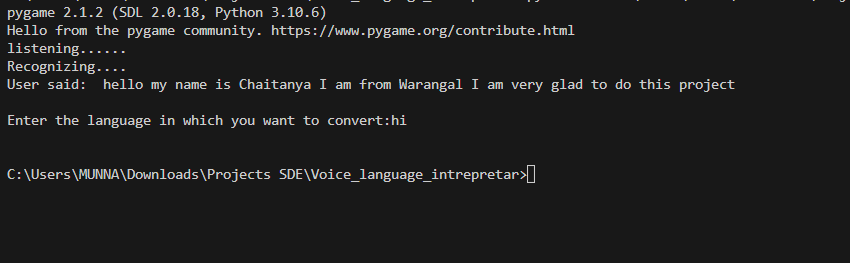 pygame 2.1.2 (SDL 2.0.18, Python 3.10.6)
Hello from the pygame community. https://www.pygame.org/contribute.html
listening......
Recognizing....
User said:  hello my name is Chaitanya I am from Warangal I am very glad to do this project
Enter the language in which you want to convert:hi
C:\Users\MUNNA\Downloads\Projects SDE\Voice_language_intrepretar>